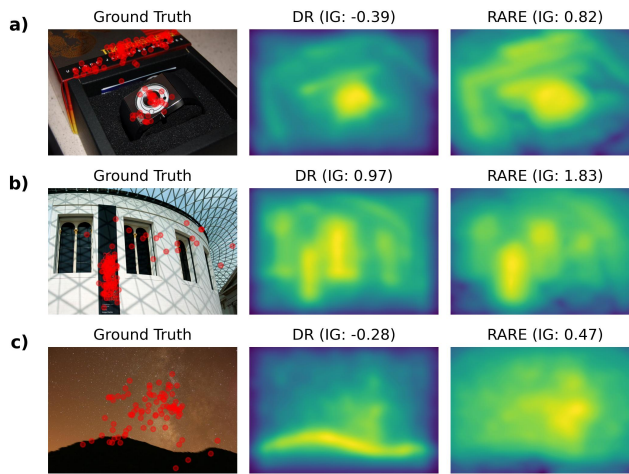 a) Ground Truth DR (IG: -0.39) RARE (IG: 0.82)
b) Ground Truth DR (IG: 0.97) RARE (IG: 1.83)
c) Ground Truth DR (IG: -0.28) RARE (IG: 0.47)